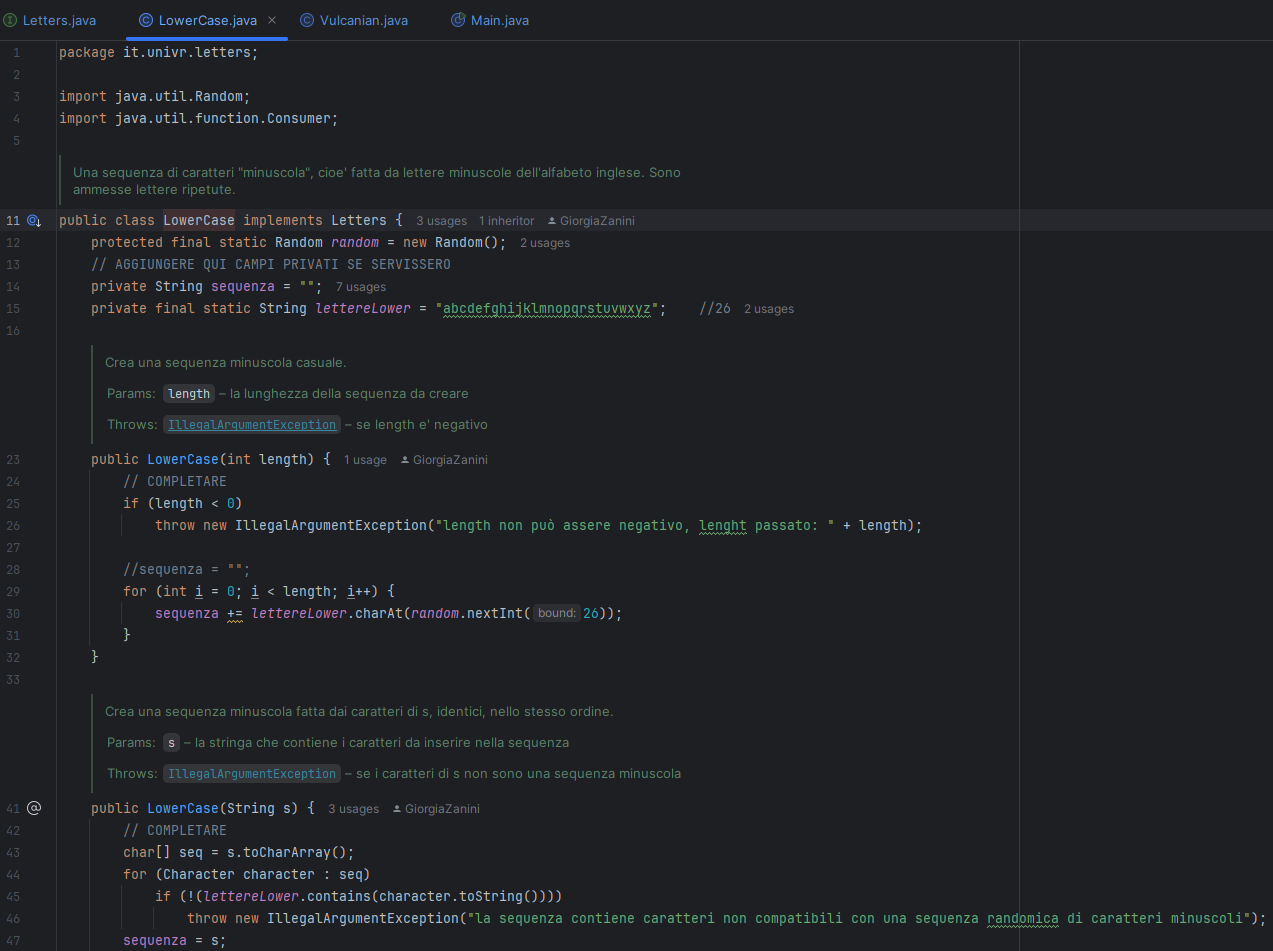 Letters.java LowerCase.java × Vulcanian.java Main.java
1 package it.univr.letters;
2
3 import java.util.Random;
4 import java.util.function.Consumer;
5
Una sequenza di caratteri "minuscola", cioe' fatta da lettere minuscole dell'alfabeto inglese. Sono
ammesse lettere ripetute.
11 public class LowerCase implements Letters { 3 usages 1 inheritor GiorgiaZanini
12 protected final static Random random = new Random(); 2 usages
13 // AGGIUNGERE QUI CAMPI PRIVATI SE SERVISSERO
14 private String sequenza = ""; 7 usages
15 private final static String lettereLower = "abcdefghijklmnopqrstuvwxyz"; //26 2 usages
16
Crea una sequenza minuscola casuale.
Params: length – la lunghezza della sequenza da creare
Throws: IllegalArgumentException – se length e' negativo
23 public LowerCase(int length) { 1 usage GiorgiaZanini
24 // COMPLETARE
25 if (length < 0)
26 throw new IllegalArgumentException("length non può assere negativo, lenght passato: " + length);
27
28 //sequenza = "";
29 for (int i = 0; i < length; i++) {
30 sequenza += lettereLower.charAt(random.nextInt( bound: 26));
31 }
32 }
33
Crea una sequenza minuscola fatta dai caratteri di s, identici, nello stesso ordine.
Params: s – la stringa che contiene i caratteri da inserire nella sequenza
Throws: IllegalArgumentException – se i caratteri di s non sono una sequenza minuscola
41 @ public LowerCase(String s) { 3 usages GiorgiaZanini
42 // COMPLETARE
43 char[] seq = s.toCharArray();
44 for (Character character : seq)
45 if (!(lettereLower.contains(character.toString())))
46 throw new IllegalArgumentException("la sequenza contiene caratteri non compatibili con una sequenza randomica di caratteri minuscoli");
47 sequenza = s;